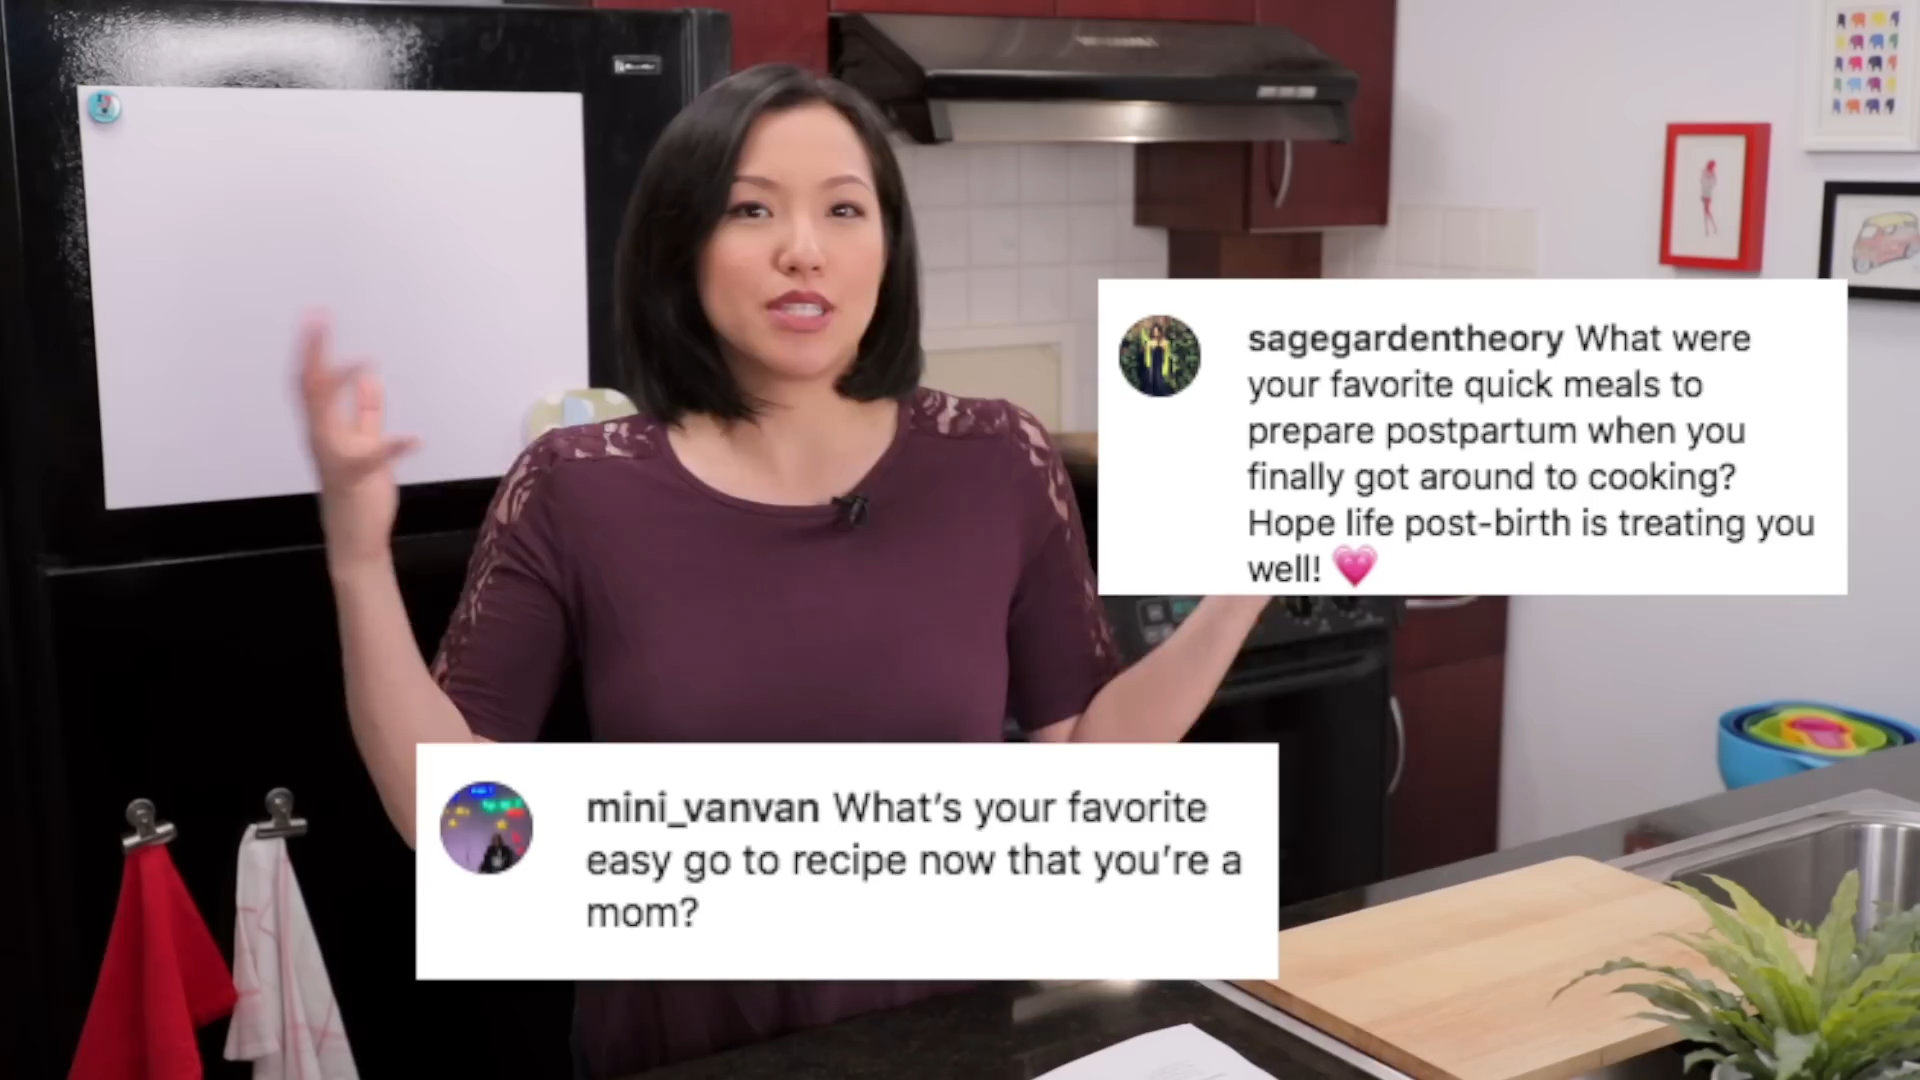 sagegardentheory What were
your favorite quick meals to
prepare postpartum when you
finally got around to cooking?
Hope life post-birth is treating you
well! 💗
mini_vanvan What's your favorite
easy go to recipe now that you're a
mom?